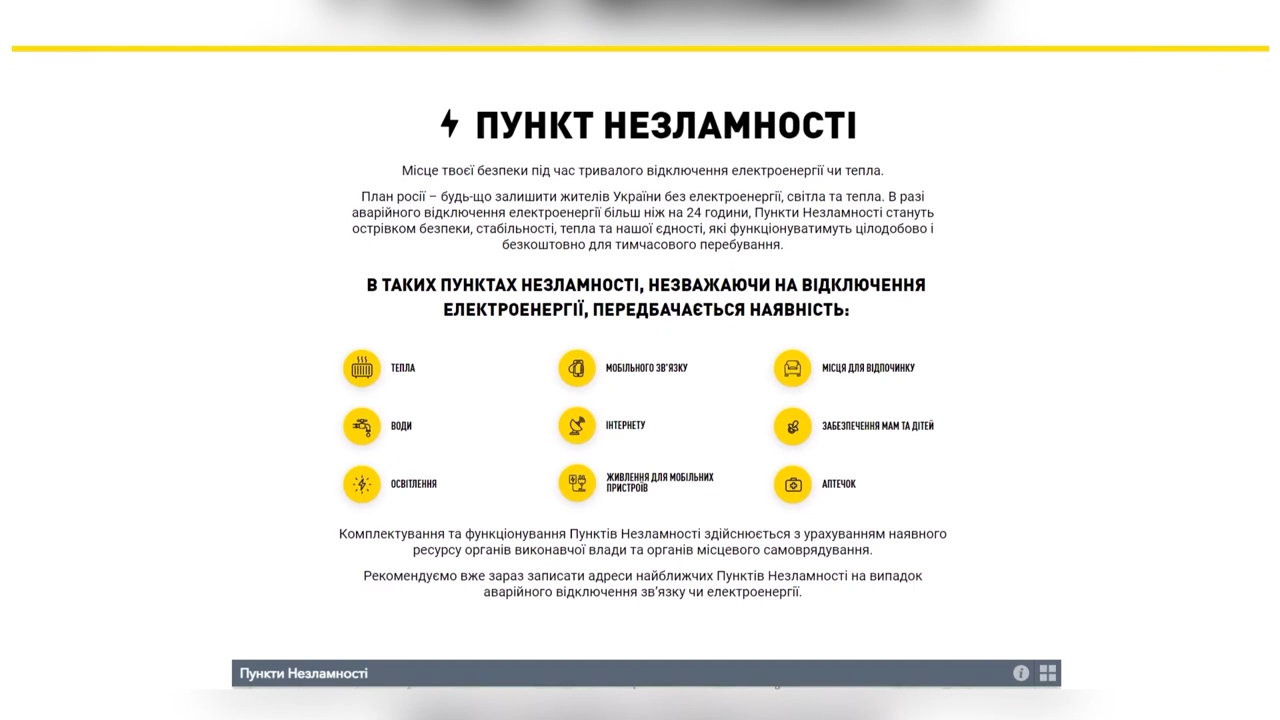 ПУНКТ НЕЗЛАМНОСТІ
Місце твоєї безпеки під час тривалого відключення електроенергії чи тепла.
План росії – будь-що залишити жителів України без електроенергії, світла та тепла. В разі
аварійного відключення електроенергії більш ніж на 24 години, Пункти Незламності стануть
острівком безпеки, стабільності, тепла та нашої єдності, які функціонуватимуть цілодобово і
безкоштовно для тимчасового перебування.
В ТАКИХ ПУНКТАХ НЕЗЛАМНОСТІ, НЕЗВАЖАЮЧИ НА ВІДКЛЮЧЕННЯ
ЕЛЕКТРОЕНЕРГІЇ, ПЕРЕДБАЧАЄТЬСЯ НАЯВНІСТЬ:
ТЕПЛА
МОБІЛЬНОГО ЗВ'ЯЗКУ
МІСЦЯ ДЛЯ ВІДПОЧИНКУ
ВОДИ
ІНТЕРНЕТУ
ЗАБЕЗПЕЧЕННЯ МАМ ТА ДІТЕЙ
ОСВІТЛЕННЯ
ЖИВЛЕННЯ ДЛЯ МОБІЛЬНИХ
ПРИСТРОЇВ
АПТЕЧОК
Комплектування та функціонування Пунктів Незламності здійснюється з урахуванням наявного
ресурсу органів виконавчої влади та органів місцевого самоврядування.
Рекомендуємо вже зараз записати адреси найближчих Пунктів Незламності на випадок
аварійного відключення зв’язку чи електроенергії.
Пункти Незламності